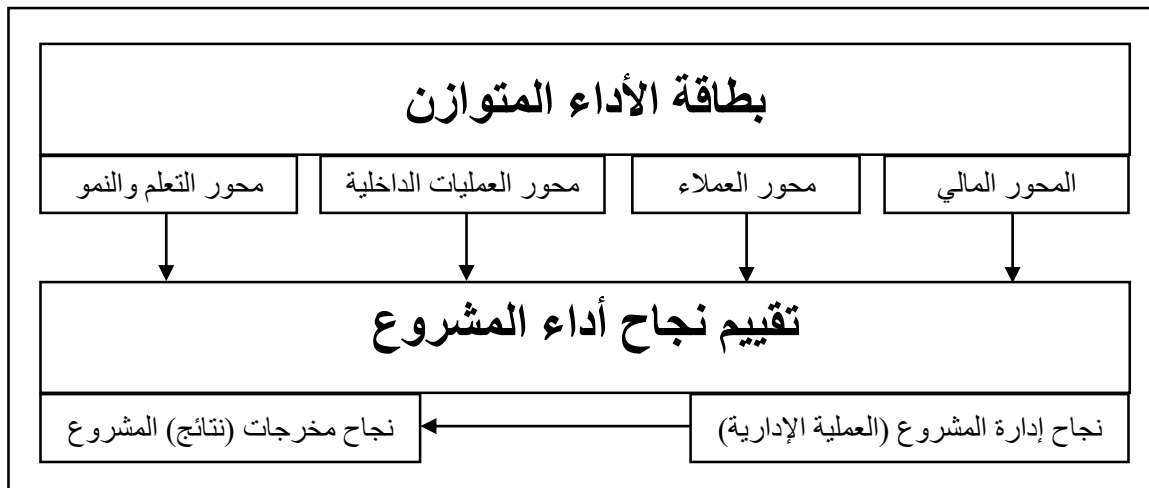 بطاقة الأداء المتوازن
المحور المالي
محور العملاء
محور العمليات الداخلية
محور التعلم والنمو
تقييم نجاح أداء المشروع
نجاح إدارة المشروع (العملية الإدارية)
نجاح مخرجات (نتائج) المشروع